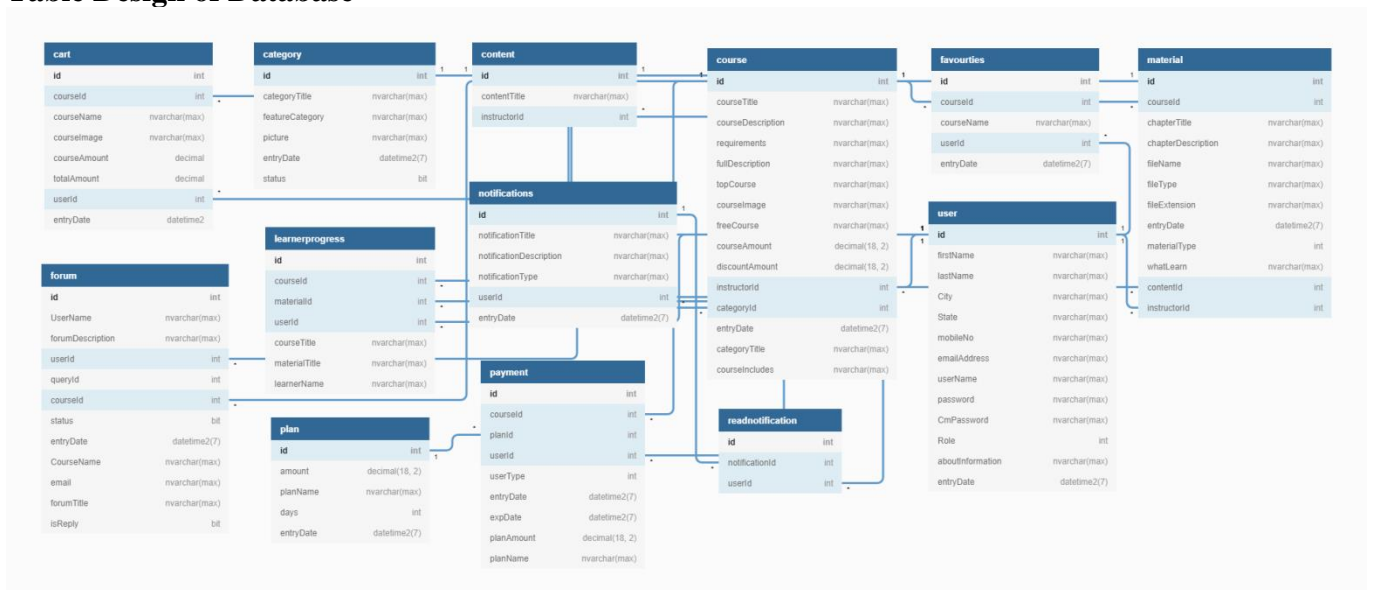 Table Design of Database
cart
id int
courseId int
courseName nvarchar(max)
courseImage nvarchar(max)
courseAmount decimal
totalAmount decimal
userId int
entryDate datetime2
category
id int
categoryTitle nvarchar(max)
featureCategory nvarchar(max)
picture nvarchar(max)
entryDate datetime2(7)
status bit
content
id int
contentTitle nvarchar(max)
instructorId int
course
id int
courseTitle nvarchar(max)
courseDescription nvarchar(max)
requirements nvarchar(max)
fullDescription nvarchar(max)
topCourse nvarchar(max)
courseImage nvarchar(max)
freeCourse nvarchar(max)
courseAmount decimal(18, 2)
discountAmount decimal(18, 2)
instructorId int
categoryId int
entryDate datetime2(7)
categoryTitle nvarchar(max)
courseIncludes nvarchar(max)
favourties
id int
courseId int
courseName nvarchar(max)
userId int
entryDate datetime2(7)
material
id int
courseId int
chapterTitle nvarchar(max)
chapterDescription nvarchar(max)
fileName nvarchar(max)
fileType nvarchar(max)
fileExtension nvarchar(max)
entryDate datetime2(7)
materialType int
whatLearn nvarchar(max)
contentId int
instructorId int
notifications
id int
notificationTitle nvarchar(max)
notificationDescription nvarchar(max)
notificationType nvarchar(max)
userId int
entryDate datetime2(7)
learnerprogress
id int
courseId int
materialId int
userId int
courseTitle nvarchar(max)
materialTitle nvarchar(max)
learnerName nvarchar(max)
user
id int
firstName nvarchar(max)
lastName nvarchar(max)
City nvarchar(max)
State nvarchar(max)
mobileNo nvarchar(max)
emailAddress nvarchar(max)
userName nvarchar(max)
password nvarchar(max)
CmPassword nvarchar(max)
Role int
aboutInformation nvarchar(max)
entryDate datetime2(7)
forum
id int
UserName nvarchar(max)
forumDescription nvarchar(max)
userId int
queryId int
courseId int
status bit
entryDate datetime2(7)
CourseName nvarchar(max)
email nvarchar(max)
forumTitle nvarchar(max)
isReply bit
plan
id int
amount decimal(18, 2)
planName nvarchar(max)
days int
entryDate datetime2(7)
payment
id int
courseId int
planId int
userId int
userType int
entryDate datetime2(7)
expDate datetime2(7)
planAmount decimal(18, 2)
planName nvarchar(max)
readnotification
id int
notificationId int
userId int